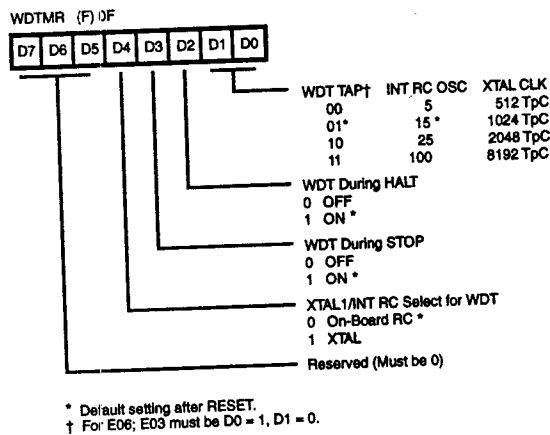 WDTMR (F) 0F
D7 D6 D5 D4 D3 D2 D1 D0
WDT TAP† INT RC OSC XTAL CLK
00 5 512 TpC
01* 15 * 1024 TpC
10 25 2048 TpC
11 100 8192 TpC
WDT During HALT
0 OFF
1 ON *
WDT During STOP
0 OFF
1 ON *
XTAL1/INT RC Select for WDT
0 On-Board RC *
1 XTAL
Reserved (Must be 0)
* Default setting after RESET.
† For E06; E03 must be D0 = 1, D1 = 0.